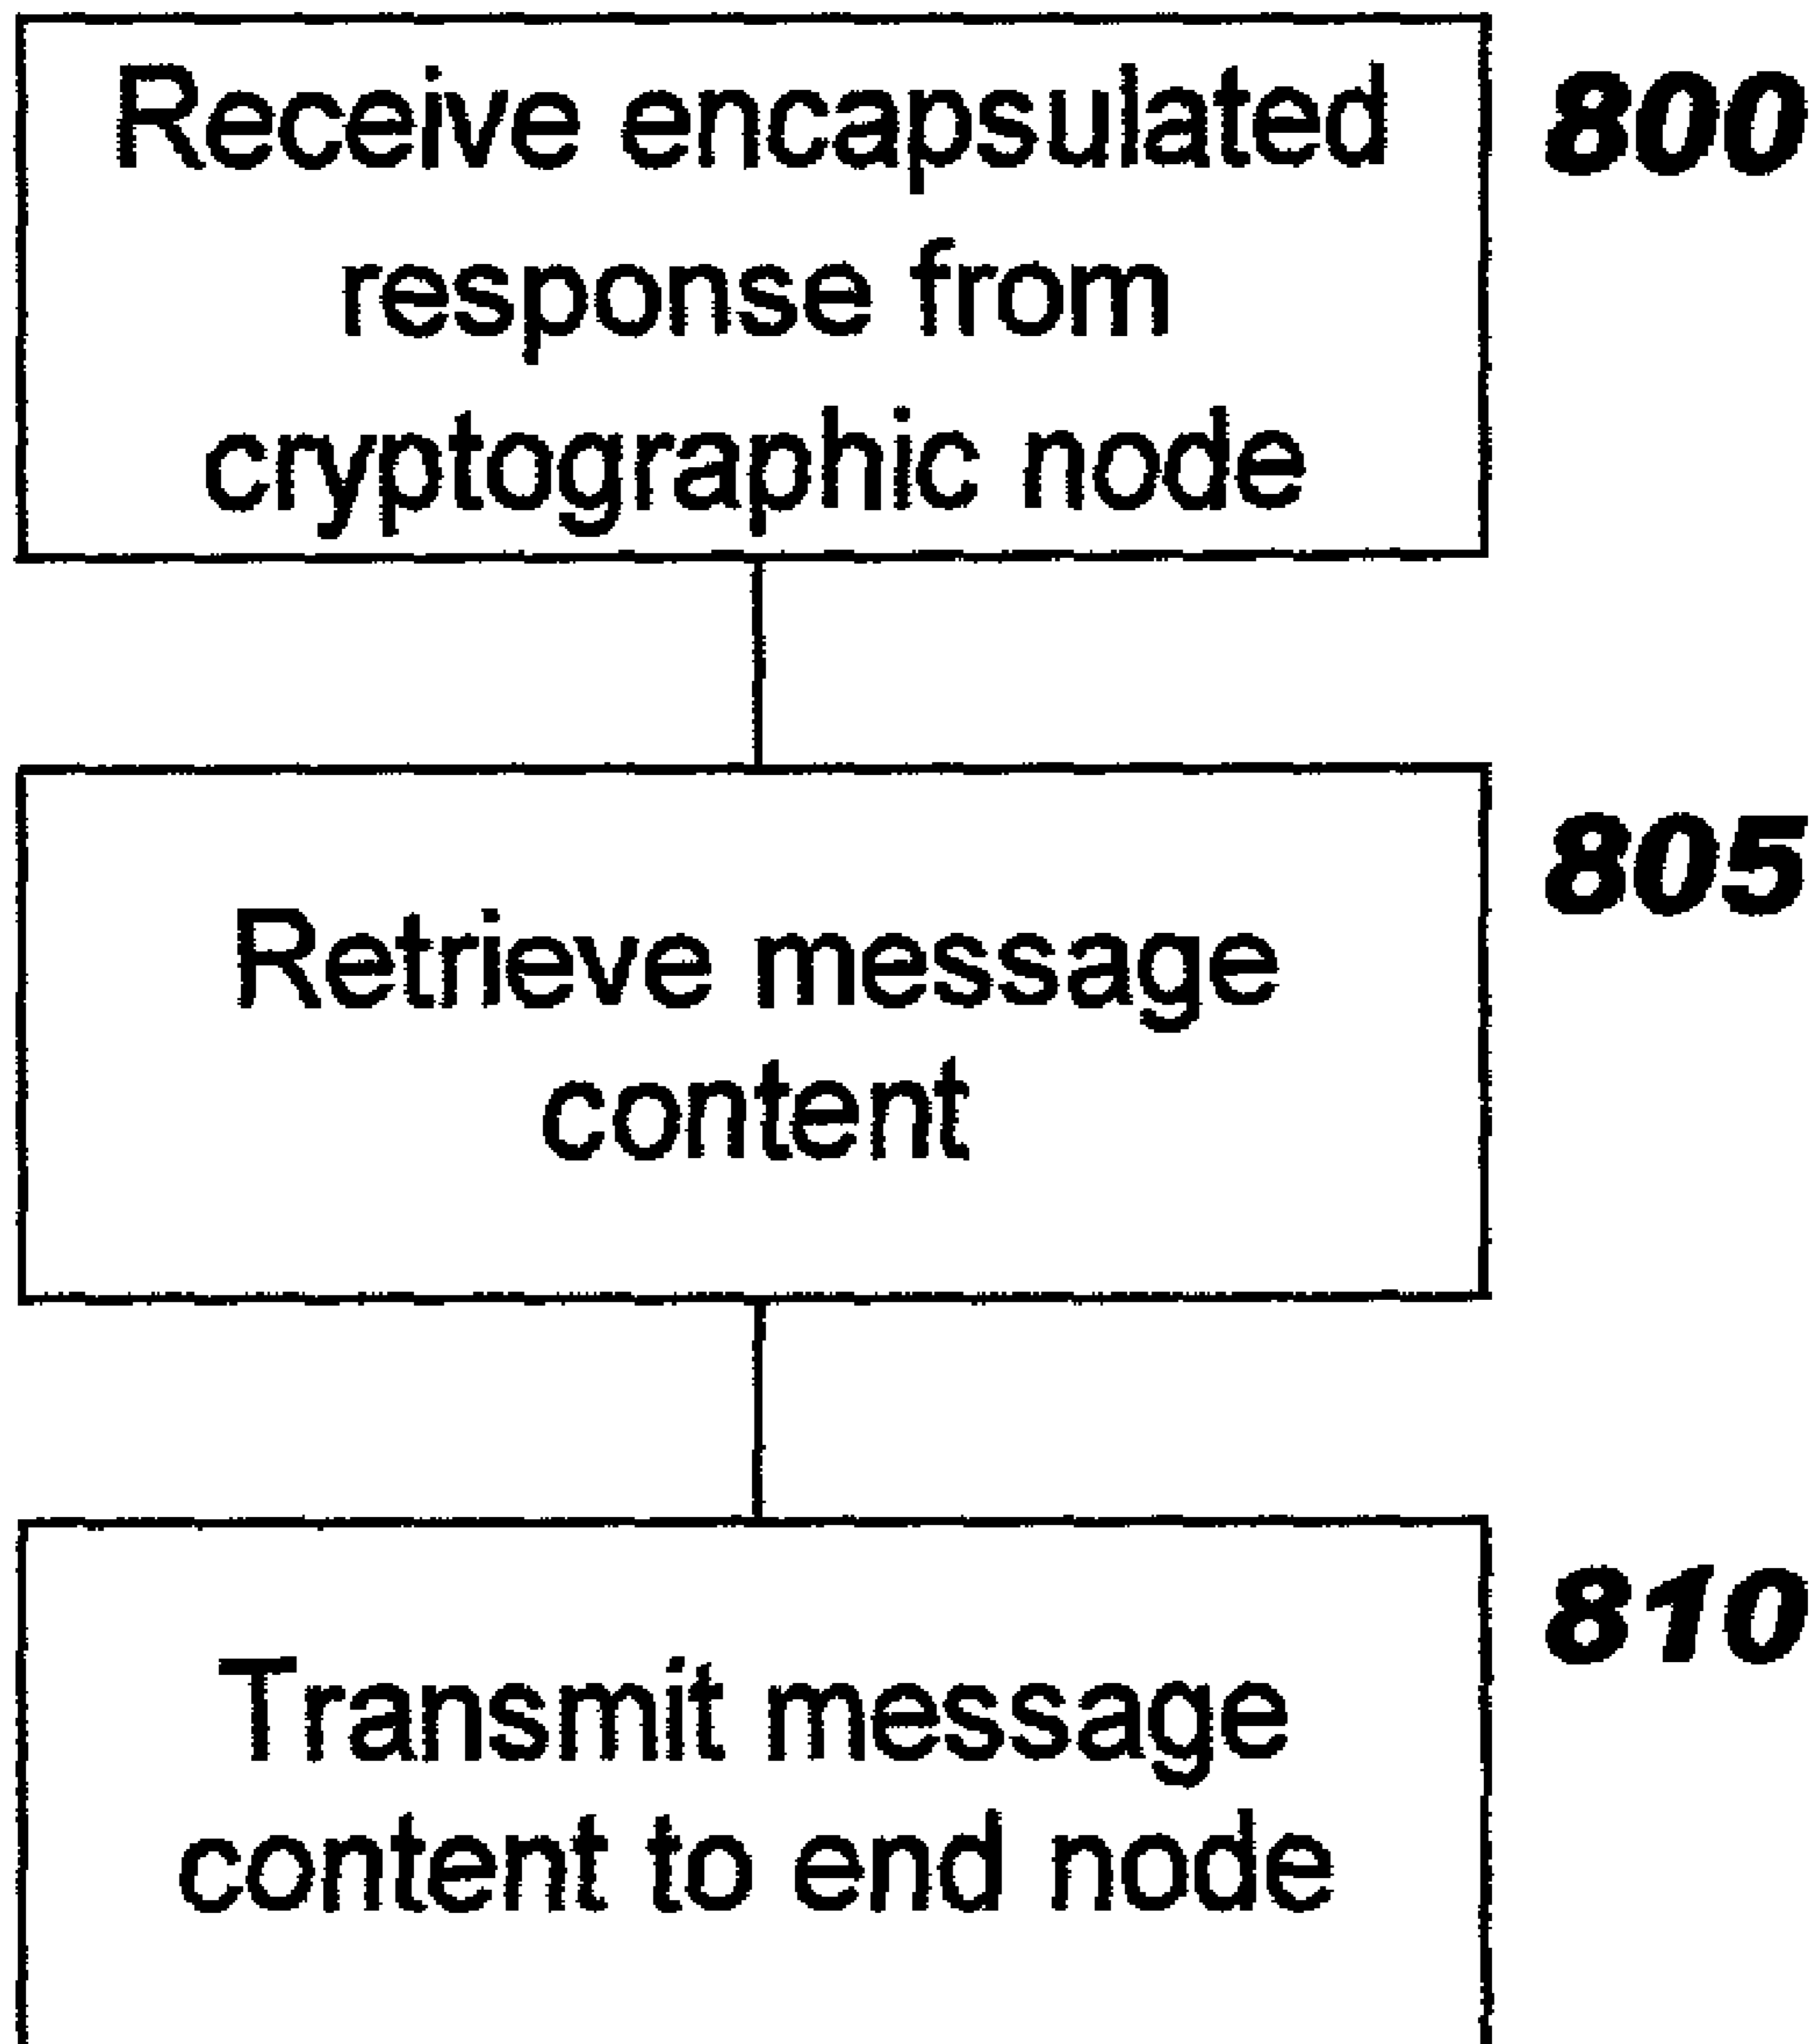 Receive encapsulated
response from
cryptographic node
800
Retrieve message
content
805
Transmit message
content to end node
810